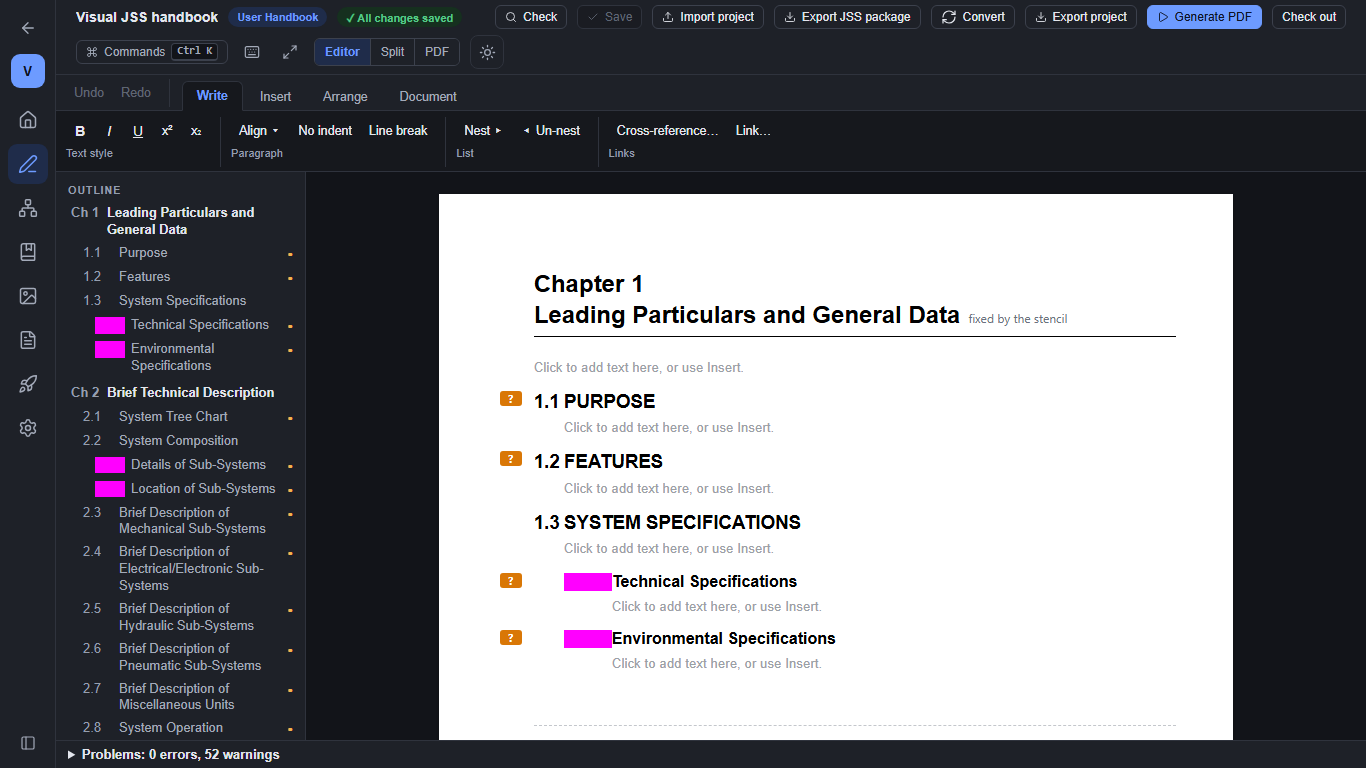 Visual JSS handbook
User Handbook
✓ All changes saved
Check
Save
Import project
Export JSS package
Convert
Export project
Generate PDF
Check out
V
Commands Ctrl K
Editor
Split
PDF
Undo
Redo
Write
Insert
Arrange
Document
B
I
U
x²
x₂
Align
No indent
Line break
Nest
Un-nest
Cross-reference…
Link…
Text style
Paragraph
List
Links
OUTLINE
Ch 1 Leading Particulars and
General Data
1.1 Purpose
1.2 Features
1.3 System Specifications
Technical Specifications
Environmental
Specifications
Ch 2 Brief Technical Description
2.1 System Tree Chart
2.2 System Composition
Details of Sub-Systems
Location of Sub-Systems
2.3 Brief Description of
Mechanical Sub-Systems
2.4 Brief Description of
Electrical/Electronic Sub-
Systems
2.5 Brief Description of
Hydraulic Sub-Systems
2.6 Brief Description of
Pneumatic Sub-Systems
2.7 Brief Description of
Miscellaneous Units
2.8 System Operation
Chapter 1
Leading Particulars and General Data fixed by the stencil
Click to add text here, or use Insert.
? 1.1 PURPOSE
Click to add text here, or use Insert.
? 1.2 FEATURES
Click to add text here, or use Insert.
1.3 SYSTEM SPECIFICATIONS
Click to add text here, or use Insert.
? Technical Specifications
Click to add text here, or use Insert.
? Environmental Specifications
Click to add text here, or use Insert.
Problems: 0 errors, 52 warnings